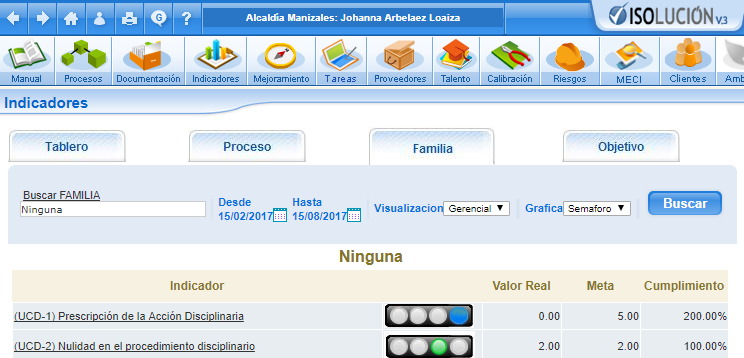 Alcaldía Manizales: Johanna Arbelaez Loaiza
ISOLUCIÓN V.3
Manual Procesos Documentación Indicadores Mejoramiento Tareas Proveedores Talento Calibración Riesgos MECI Clientes Amb
Indicadores
Tablero Proceso Familia Objetivo
Buscar FAMILIA
Ninguna
Desde Hasta
15/02/2017 15/08/2017
Visualizacion Gerencial Grafica Semaforo Buscar
Ninguna
Indicador Valor Real Meta Cumplimiento
(UCD-1) Prescripción de la Acción Disciplinaria 0.00 5.00 200.00%
(UCD-2) Nulidad en el procedimiento disciplinario 2.00 2.00 100.00%